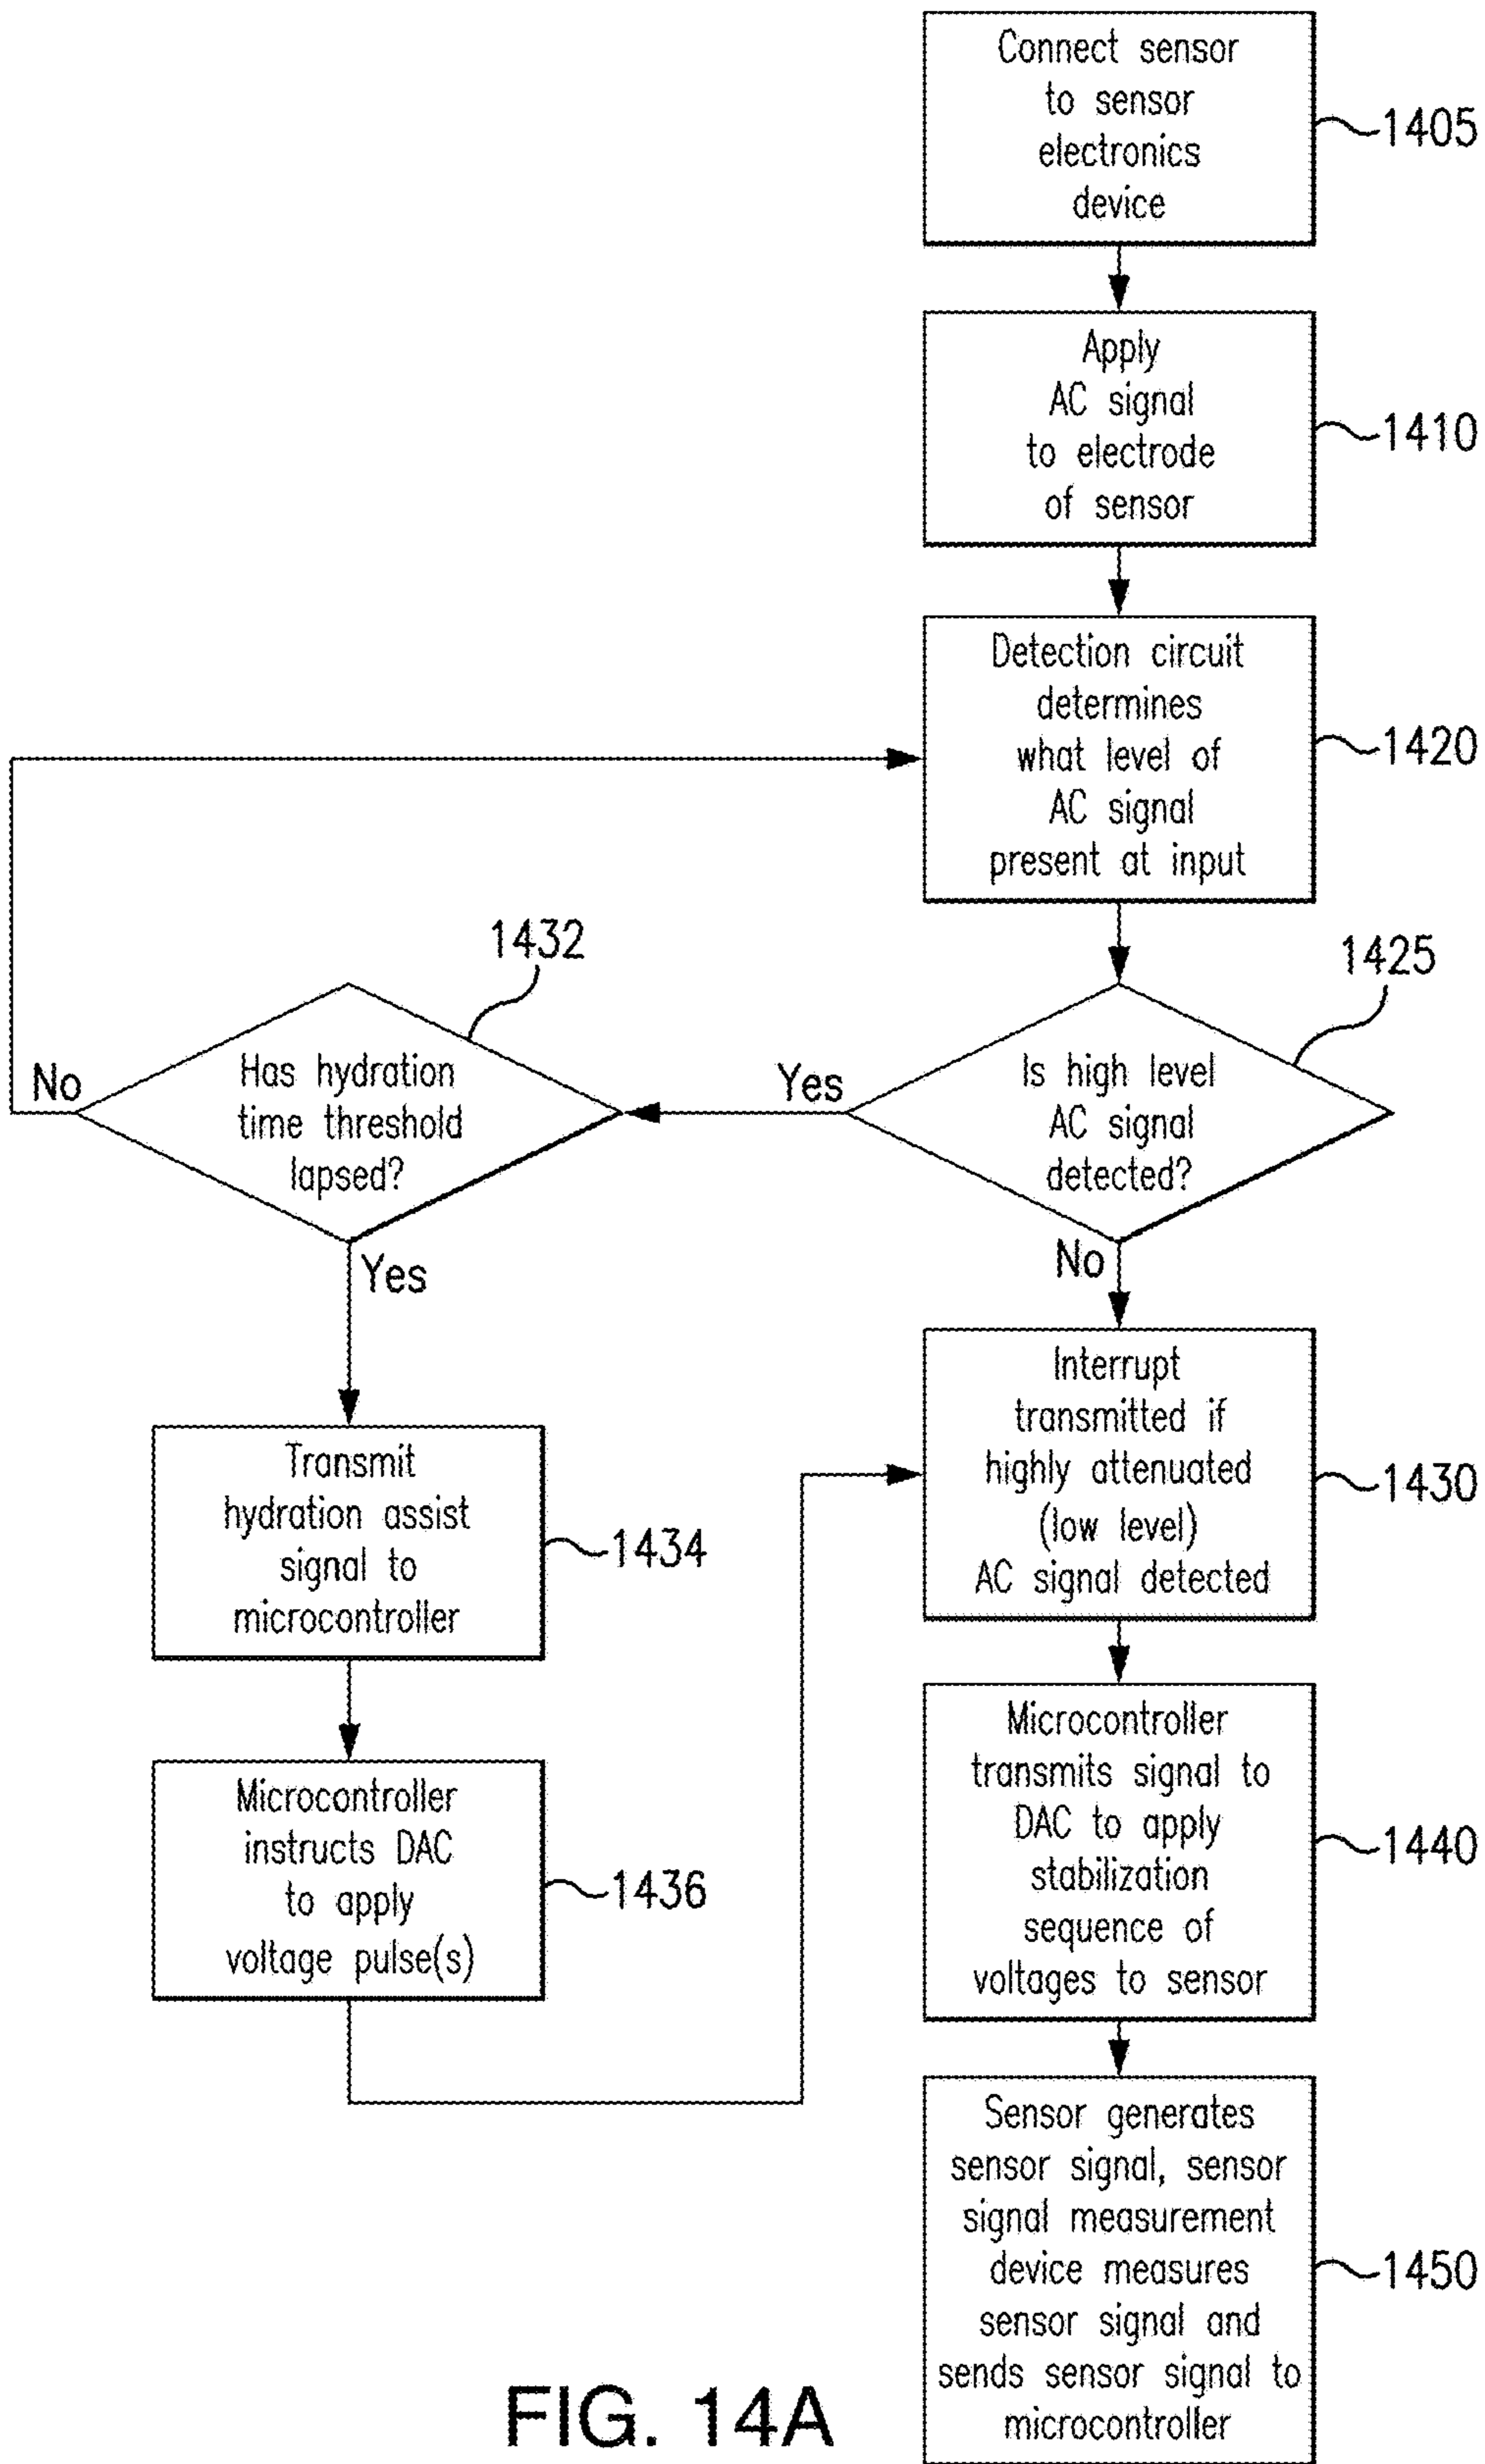 Connect sensor
to sensor
electronics
device
1405
Apply
AC signal
to electrode
of sensor
1410
Detection circuit
determines
what level of
AC signal
present at input
1420
1432
1425
No
Has hydration
time threshold
lapsed?
Yes
Is high level
AC signal
detected?
Yes
No
Transmit
hydration assist
signal to
microcontroller
1434
Interrupt
transmitted if
highly attenuated
(low level)
AC signal detected
1430
Microcontroller
instructs DAC
to apply
voltage pulse(s)
1436
Microcontroller
transmits signal to
DAC to apply
stabilization
sequence of
voltages to sensor
1440
Sensor generates
sensor signal, sensor
signal measurement
device measures
sensor signal and
sends sensor signal to
microcontroller
1450
FIG. 14A